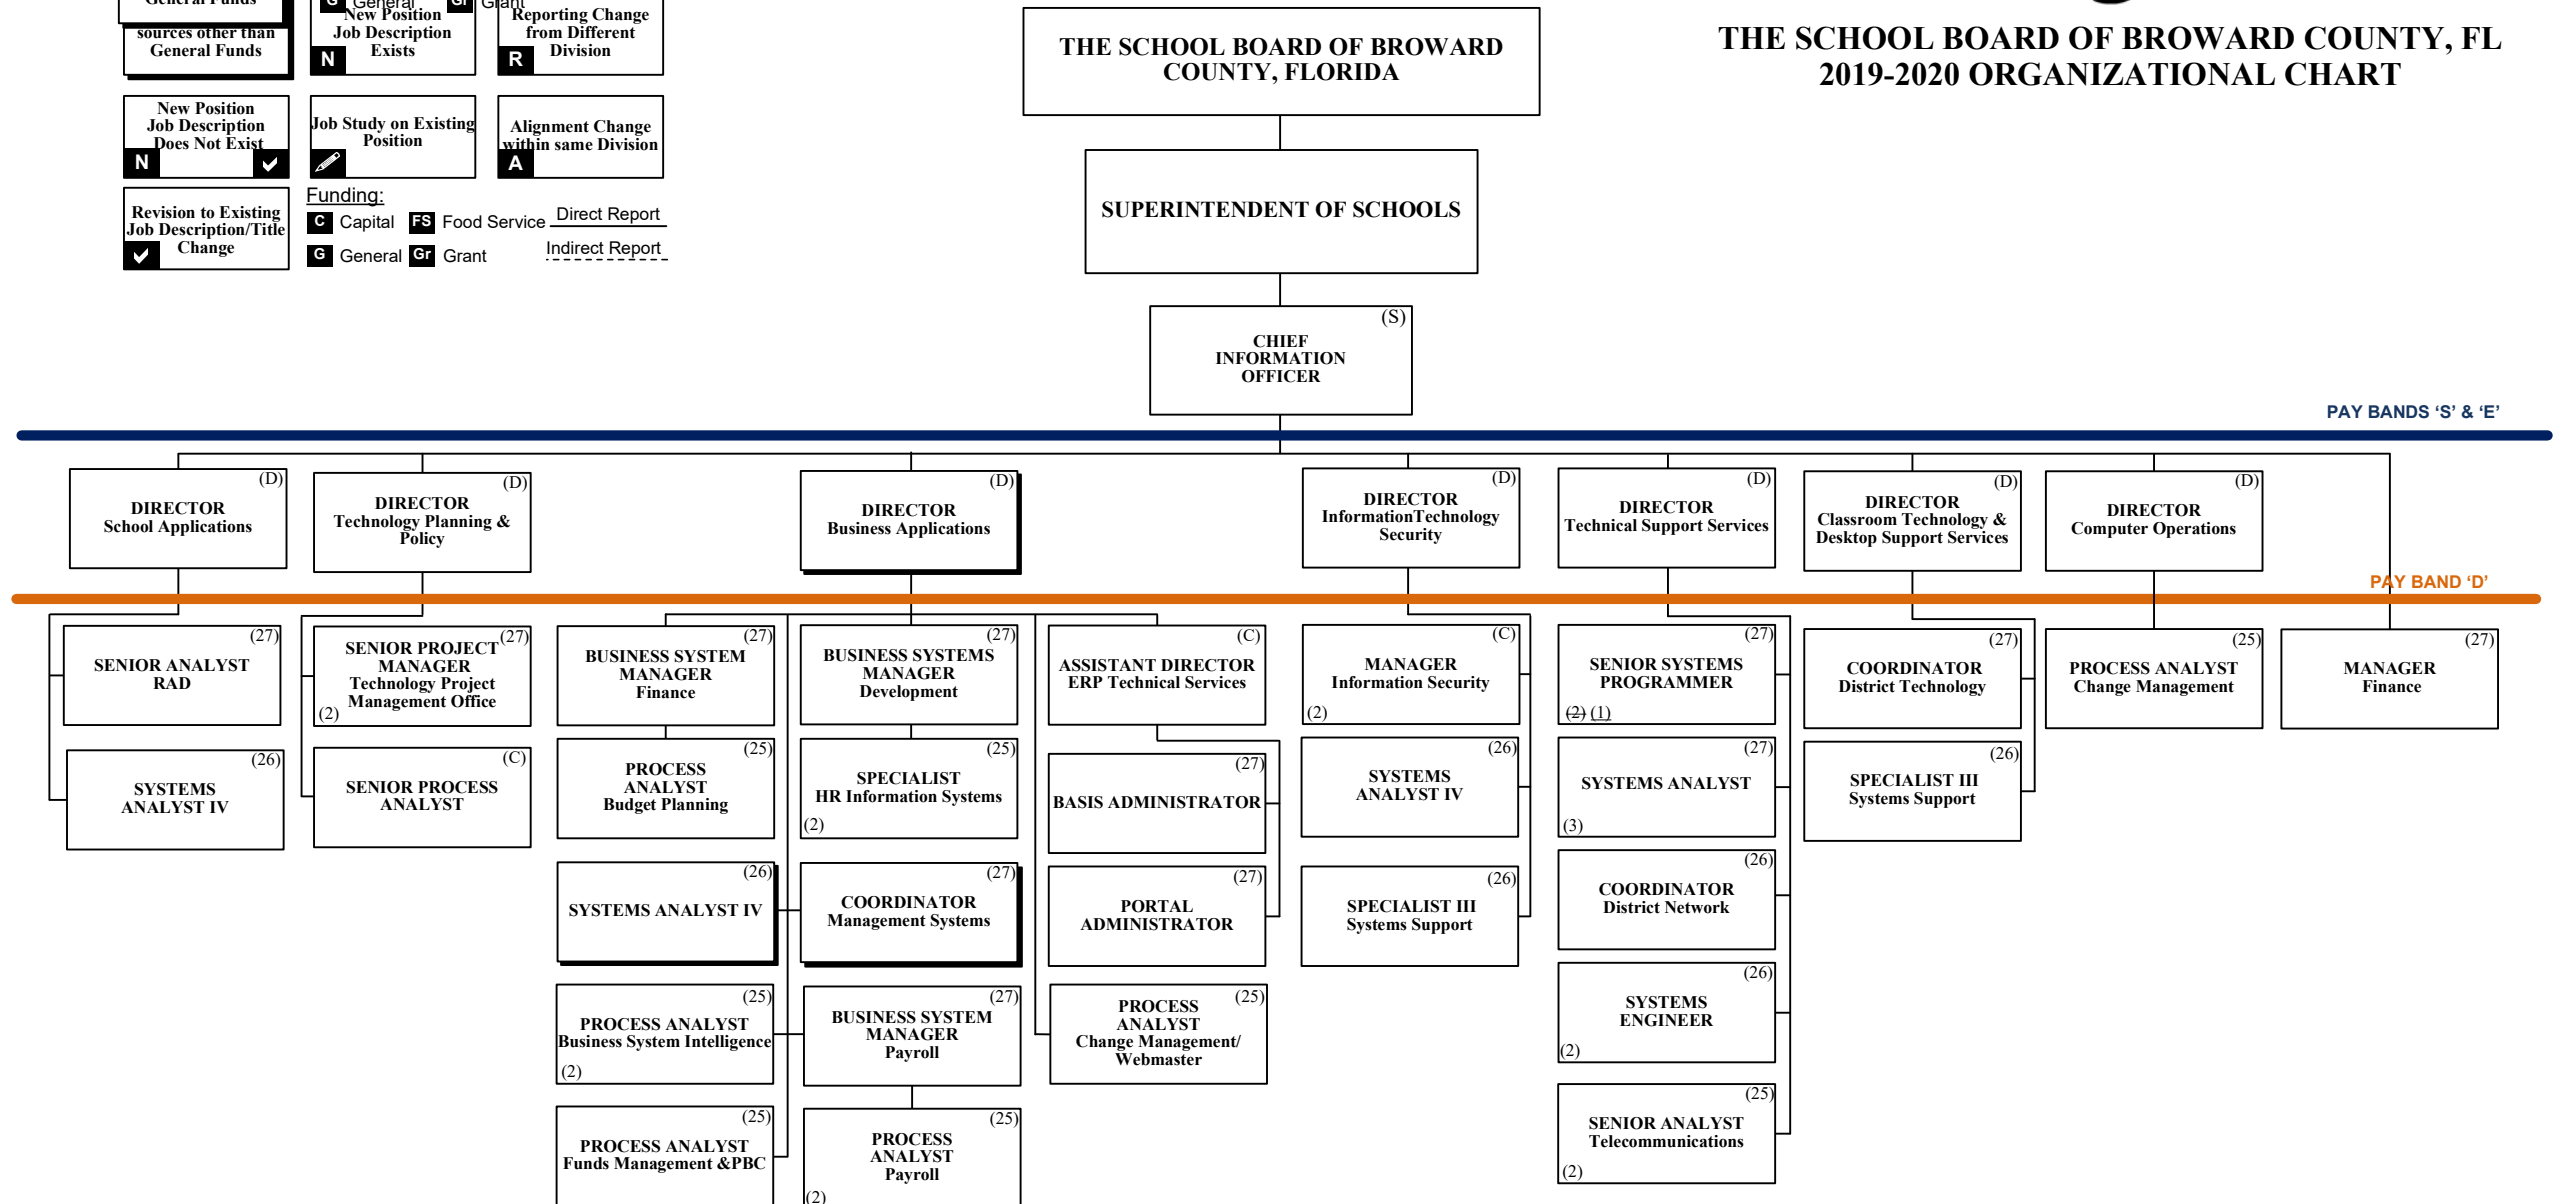 General Funds
sources other than
General Funds
G General Gr Grant
New Position
Job Description
Exists
N
Reporting Change
from Different
Division
R
New Position
Job Description
Does Not Exist
N
Job Study on Existing
Position
Alignment Change
within same Division
A
Revision to Existing
Job Description/Title
Change
Funding:
C Capital FS Food Service
G General Gr Grant
Direct Report
Indirect Report
THE SCHOOL BOARD OF BROWARD
COUNTY, FLORIDA
THE SCHOOL BOARD OF BROWARD COUNTY, FL
2019-2020 ORGANIZATIONAL CHART
SUPERINTENDENT OF SCHOOLS
(S)
CHIEF
INFORMATION
OFFICER
PAY BANDS ‘S’ & ‘E’
(D)
DIRECTOR
School Applications
(D)
DIRECTOR
Technology Planning &
Policy
(D)
DIRECTOR
Business Applications
(D)
DIRECTOR
InformationTechnology
Security
(D)
DIRECTOR
Technical Support Services
(D)
DIRECTOR
Classroom Technology &
Desktop Support Services
(D)
DIRECTOR
Computer Operations
PAY BAND ‘D’
(27)
SENIOR ANALYST
RAD
(26)
SYSTEMS
ANALYST IV
(27)
SENIOR PROJECT
MANAGER
Technology Project
Management Office
(2)
(C)
SENIOR PROCESS
ANALYST
(27)
BUSINESS SYSTEM
MANAGER
Finance
(25)
PROCESS
ANALYST
Budget Planning
(26)
SYSTEMS ANALYST IV
(25)
PROCESS ANALYST
Business System Intelligence
(2)
(25)
PROCESS ANALYST
Funds Management &PBC
(27)
BUSINESS SYSTEMS
MANAGER
Development
(25)
SPECIALIST
HR Information Systems
(2)
(27)
COORDINATOR
Management Systems
(27)
BUSINESS SYSTEM
MANAGER
Payroll
(25)
PROCESS
ANALYST
Payroll
(2)
(C)
ASSISTANT DIRECTOR
ERP Technical Services
(27)
BASIS ADMINISTRATOR
(27)
PORTAL
ADMINISTRATOR
(25)
PROCESS
ANALYST
Change Management/
Webmaster
(C)
MANAGER
Information Security
(2)
(26)
SYSTEMS
ANALYST IV
(26)
SPECIALIST III
Systems Support
(27)
SENIOR SYSTEMS
PROGRAMMER
(2) (1)
(27)
SYSTEMS ANALYST
(3)
(26)
COORDINATOR
District Network
(26)
SYSTEMS
ENGINEER
(2)
(25)
SENIOR ANALYST
Telecommunications
(2)
(27)
COORDINATOR
District Technology
(26)
SPECIALIST III
Systems Support
(25)
PROCESS ANALYST
Change Management
(27)
MANAGER
Finance